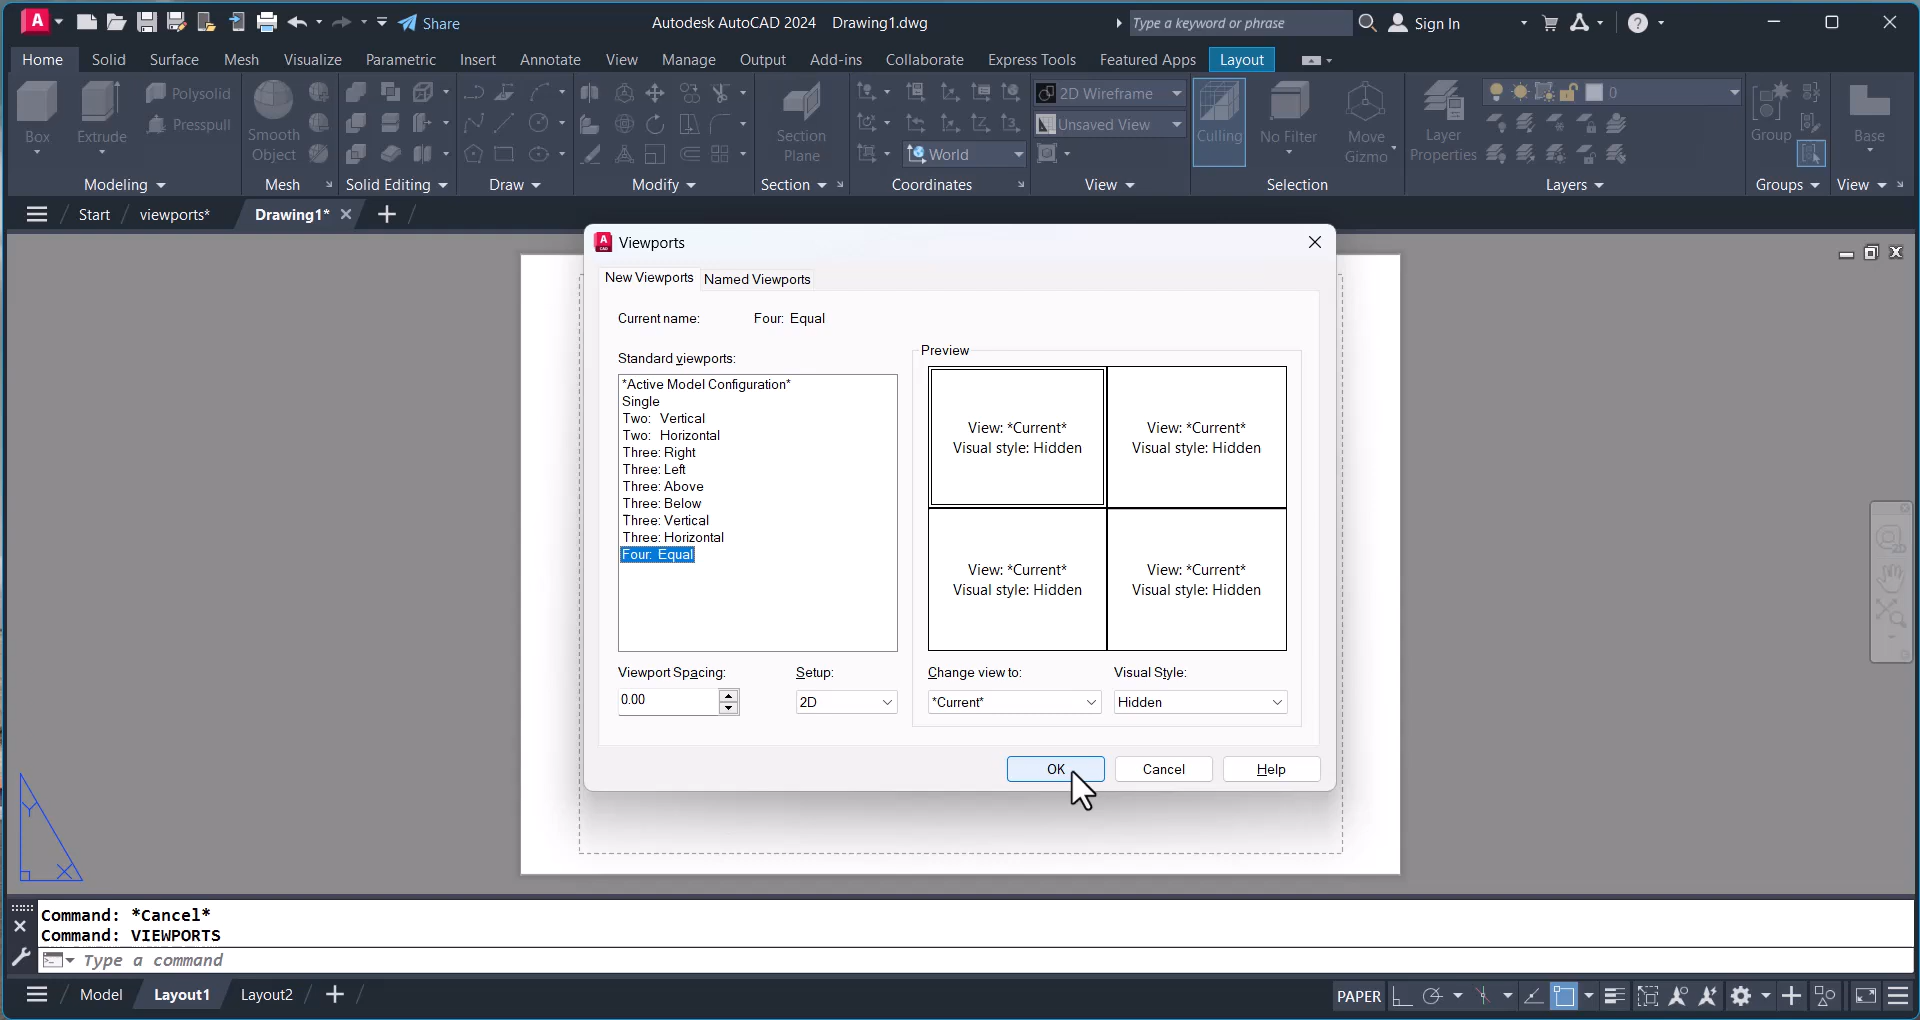 A Share Autodesk AutoCAD 2024 Drawing1.dwg Type a keyword or phrase Sign In ?
Home Solid Surface Mesh Visualize Parametric Insert Annotate View Manage Output Add-ins Collaborate Express Tools Featured Apps Layout
Polysolid 2D Wireframe 0
Presspull Unsaved View
Box Extrude Smooth Object Section Plane World Culling No Filter Move Gizmo Layer Properties Group Base
Modeling Mesh Solid Editing Draw Modify Section Coordinates View Selection Layers Groups View
Start viewports* Drawing1*
Viewports
New Viewports Named Viewports
Current name: Four: Equal
Standard viewports: Preview
*Active Model Configuration*
Single
Two: Vertical
Two: Horizontal
Three: Right
Three: Left
Three: Above
Three: Below
Three: Vertical
Three: Horizontal
Four: Equal
View: *Current* View: *Current*
Visual style: Hidden Visual style: Hidden
View: *Current* View: *Current*
Visual style: Hidden Visual style: Hidden
Viewport Spacing: Setup: Change view to: Visual Style:
0.00 2D *Current* Hidden
OK Cancel Help
Y
X
Command: *Cancel*
Command: VIEWPORTS
Type a command
Model Layout1 Layout2 PAPER